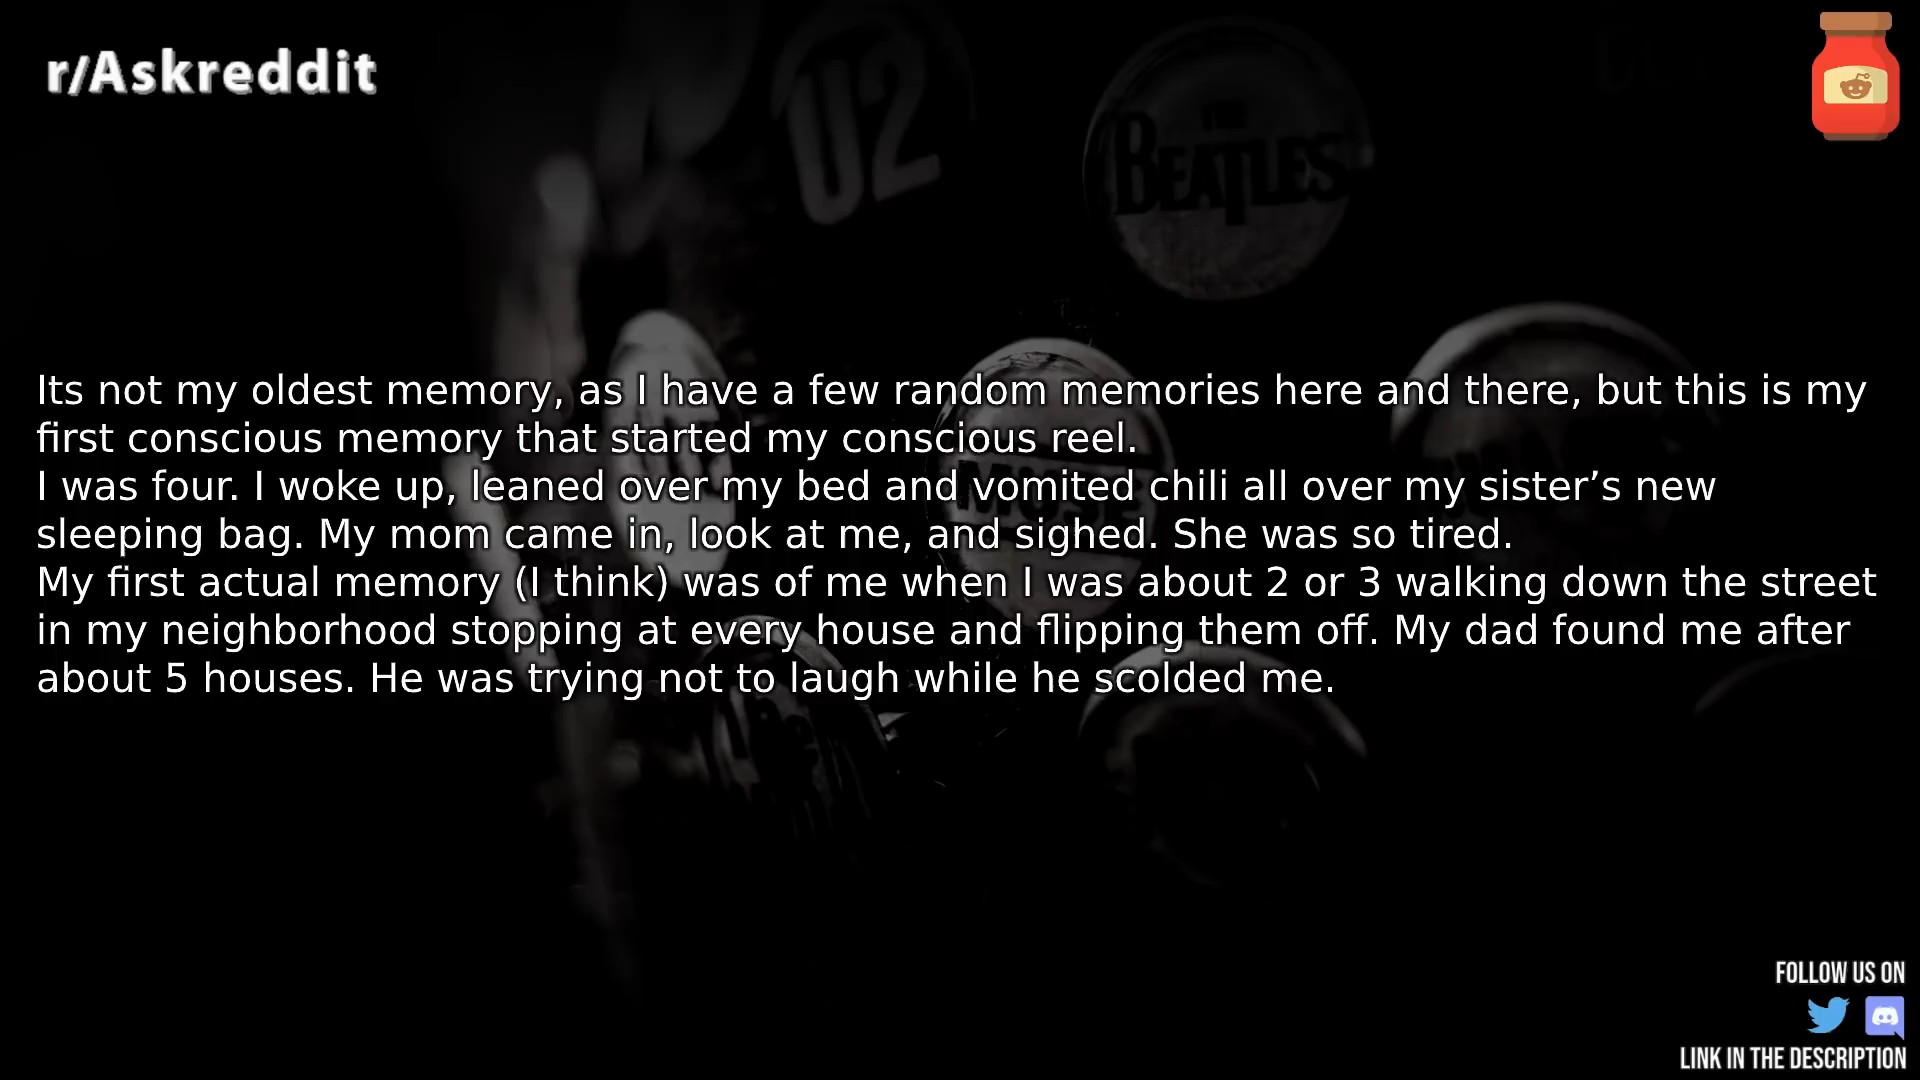 r/Askreddit
U2
THE
BEATLES
Its not my oldest memory, as I have a few random memories here and there, but this is my
first conscious memory that started my conscious reel.
I was four. I woke up, leaned over my bed and vomited chili all over my sister’s new
sleeping bag. My mom came in, look at me, and sighed. She was so tired.
MUSE
My first actual memory (I think) was of me when I was about 2 or 3 walking down the street
in my neighborhood stopping at every house and flipping them off. My dad found me after
about 5 houses. He was trying not to laugh while he scolded me.
FOLLOW US ON
LINK IN THE DESCRIPTION